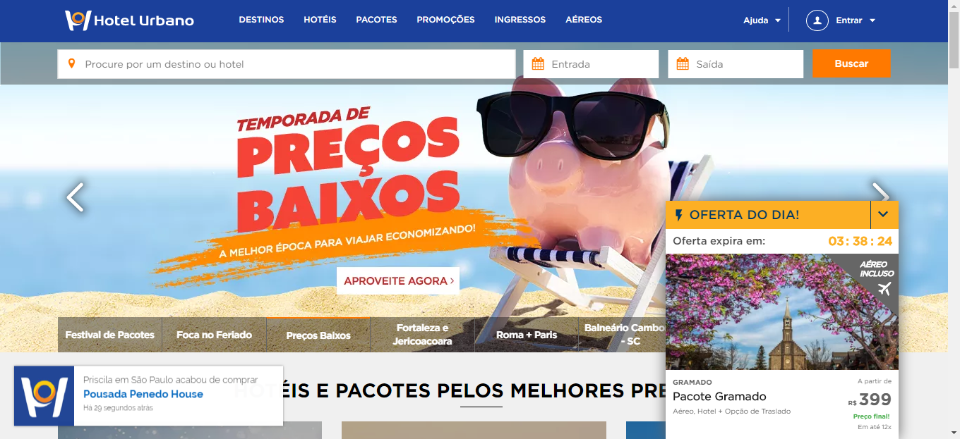 Hotel Urbano
DESTINOS HOTÉIS PACOTES PROMOÇÕES INGRESSOS AÉREOS
Ajuda
Entrar
Procure por um destino ou hotel
Entrada
Saída
Buscar
TEMPORADA DE
PREÇOS
BAIXOS
A MELHOR ÉPOCA PARA VIAJAR ECONOMIZANDO!
APROVEITE AGORA >
OFERTA DO DIA!
Oferta expira em: 03 : 38 : 24
AÉREO
INCLUSO
GRAMADO
Pacote Gramado
Aéreo, Hotel + Opção de Traslado
A partir de
R$ 399
Preço final!
Em até 12x
Festival de Pacotes
Foca no Feriado
Preços Baixos
Fortaleza e
Jericoacoara
Roma + Paris
Balneário Cambo
- SC
Priscila em São Paulo acabou de comprar
Pousada Penedo House
Há 29 segundos atrás
HOTÉIS E PACOTES PELOS MELHORES PRE